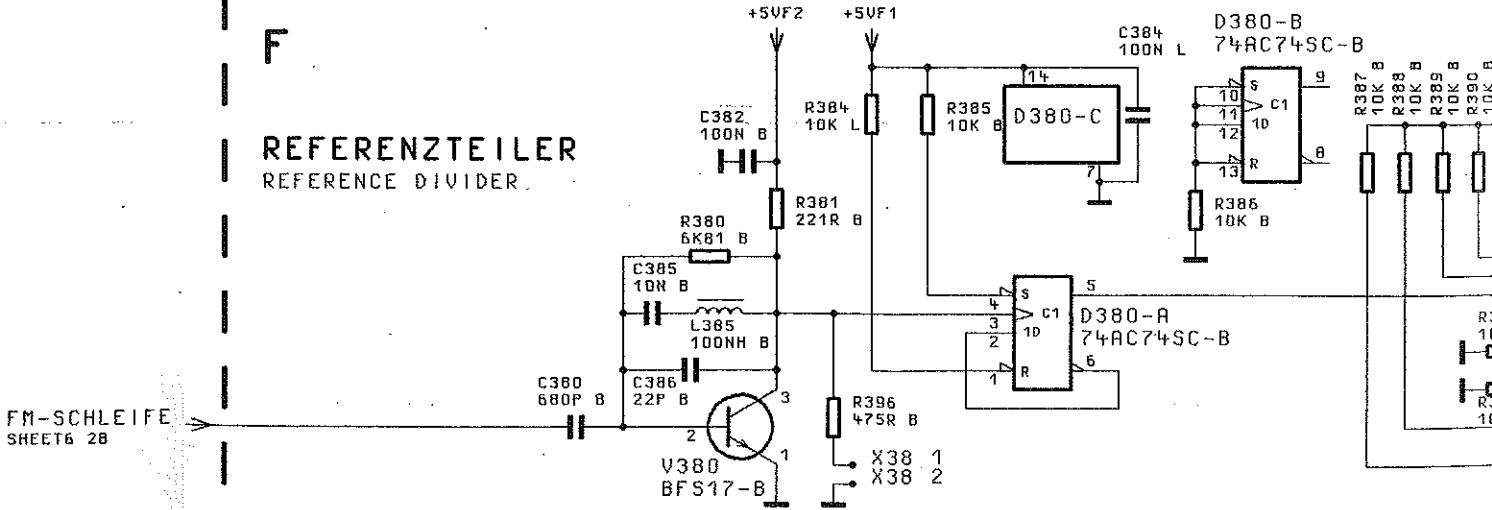 +5VF2
+5VF1
F
REFERENZTEILER
REFERENCE DIVIDER
C382
100N B
R381
221R B
R380
6K81 B
C385
10N B
L385
100NH B
C380
680P B
C386
22P B
2
3
1
V380
BFS17-B
FM-SCHLEIFE
SHEET6 2B
R384
10K L
R385
10K B
14
D380-C
7
C384
100N L
D380-B
74AC74SC-B
10
11
12
13
S
C1
1D
R
9
8
R386
10K B
R387
10K B
R388
10K B
R389
10K B
R390
10K B
4
3
2
1
S
C1
1D
R
5
6
D380-A
74AC74SC-B
R396
475R B
X38 1
X38 2